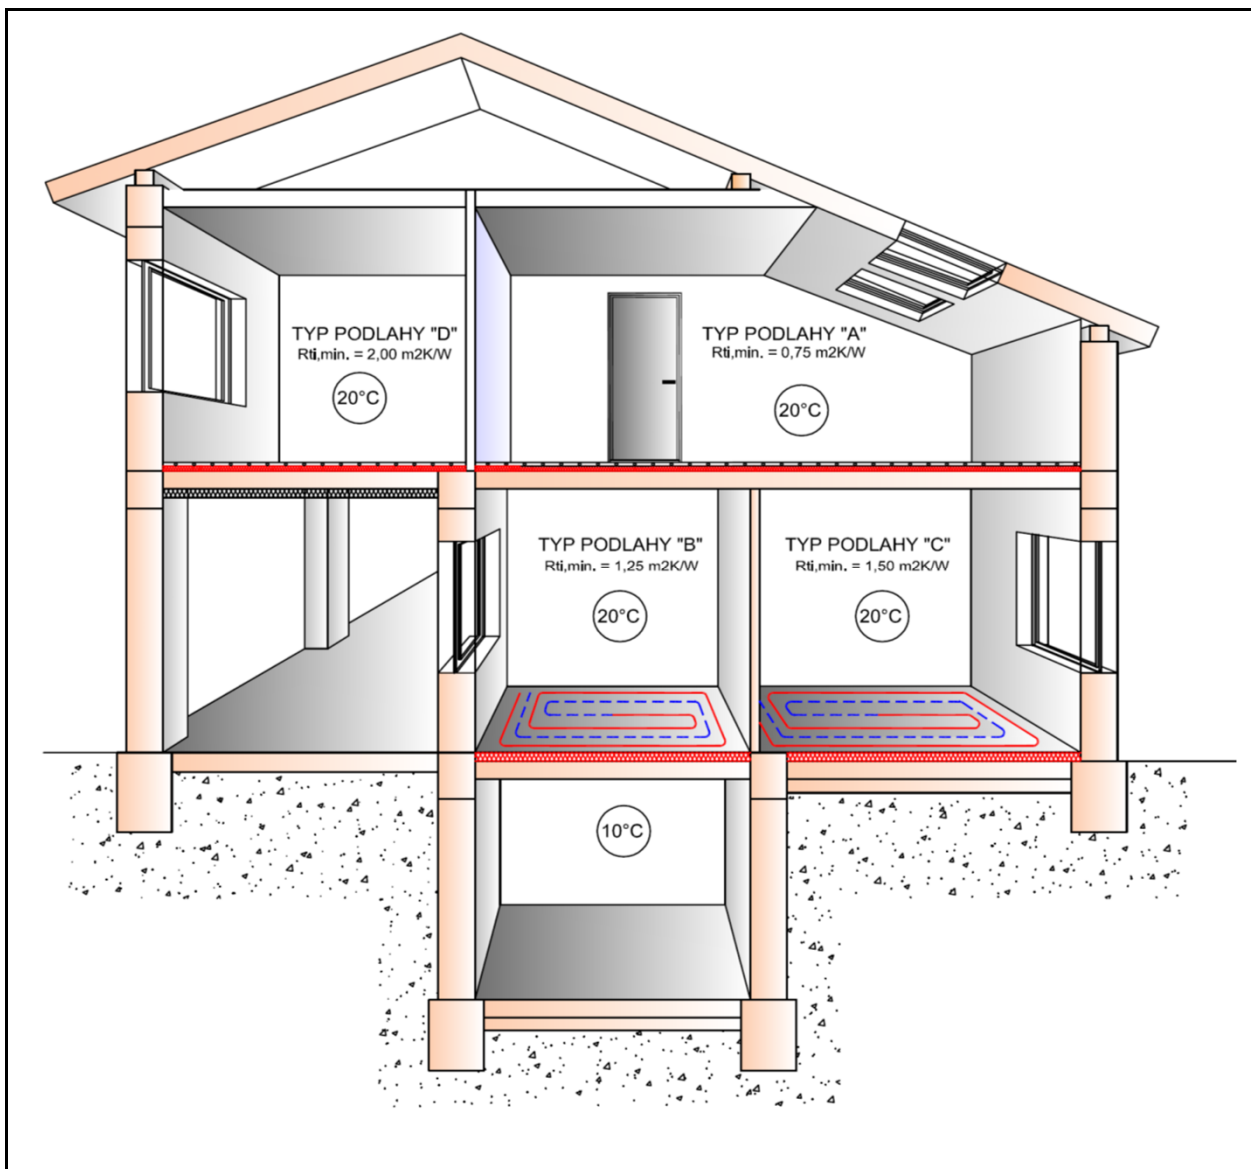 TYP PODLAHY "D"
Rti,min. = 2,00 m2K/W
20°C
TYP PODLAHY "A"
Rti,min. = 0,75 m2K/W
20°C
TYP PODLAHY "B"
Rti,min. = 1,25 m2K/W
20°C
TYP PODLAHY "C"
Rti,min. = 1,50 m2K/W
20°C
10°C